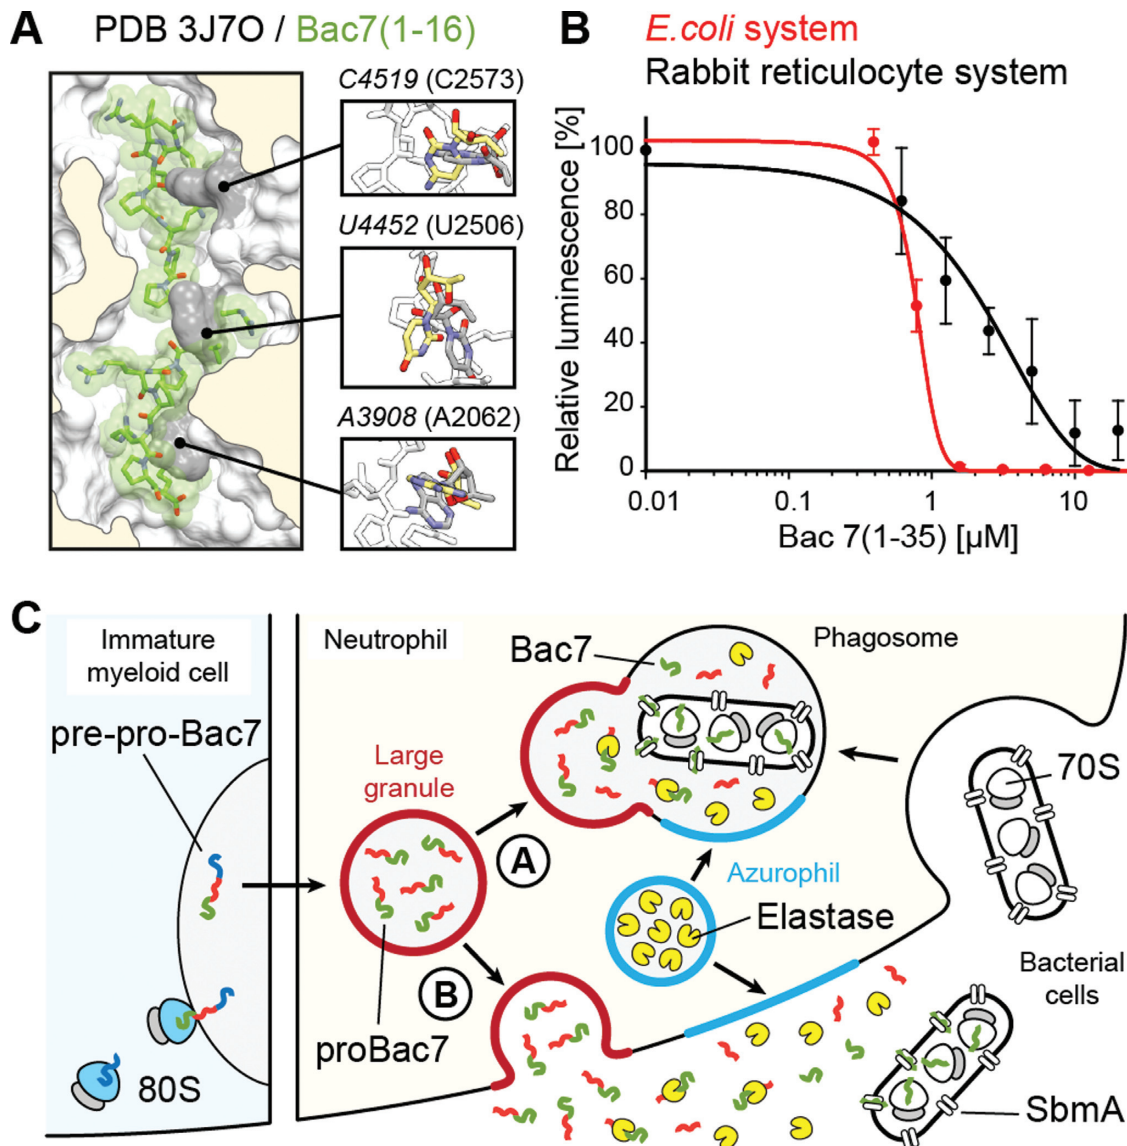 A
PDB 3J7O / Bac7(1-16)
C4519 (C2573)
U4452 (U2506)
A3908 (A2062)
B
E.coli system
Rabbit reticulocyte system
Relative luminescence [%]
100
80
60
40
20
0
0.01
0.1
1
10
Bac 7(1-35) [µM]
C
Immature
myeloid cell
pre-pro-Bac7
80S
Neutrophil
Large
granule
A
B
proBac7
Bac7
Phagosome
Azurophil
Elastase
70S
Bacterial
cells
SbmA